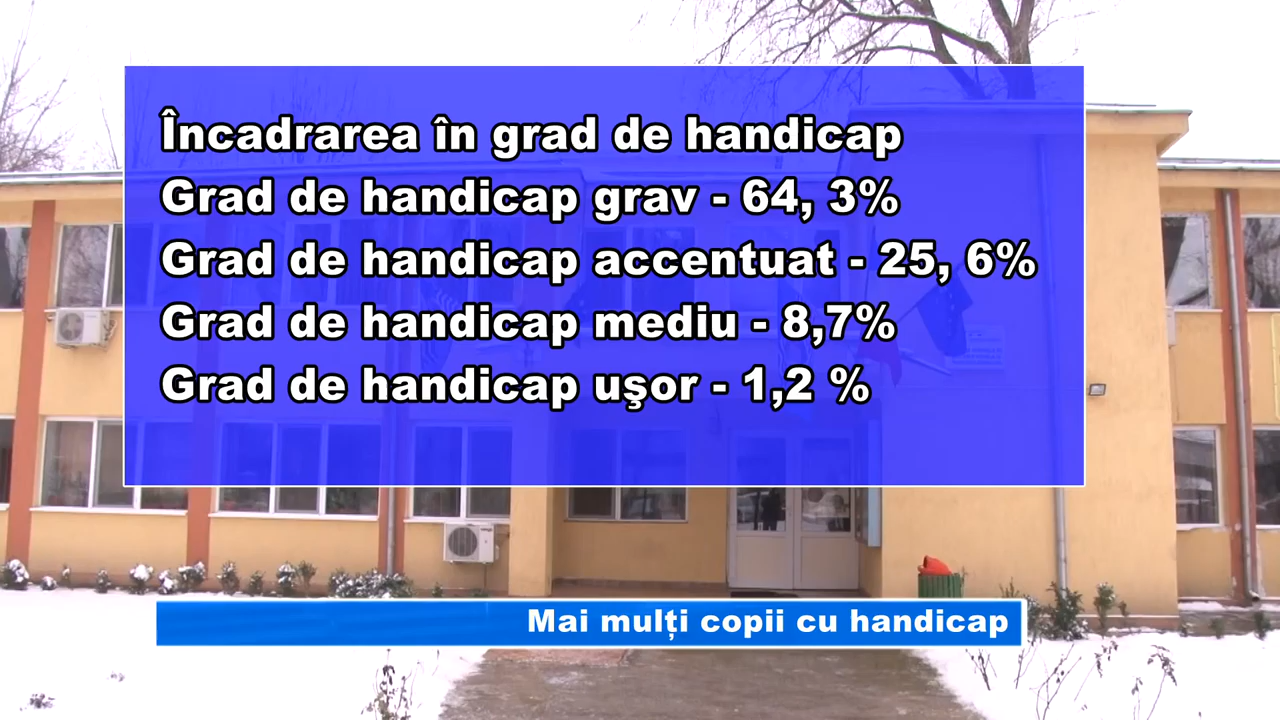 Încadrarea în grad de handicap
Grad de handicap grav - 64, 3%
Grad de handicap accentuat - 25, 6%
Grad de handicap mediu - 8,7%
Grad de handicap uşor - 1,2 %
Mai mulți copii cu handicap